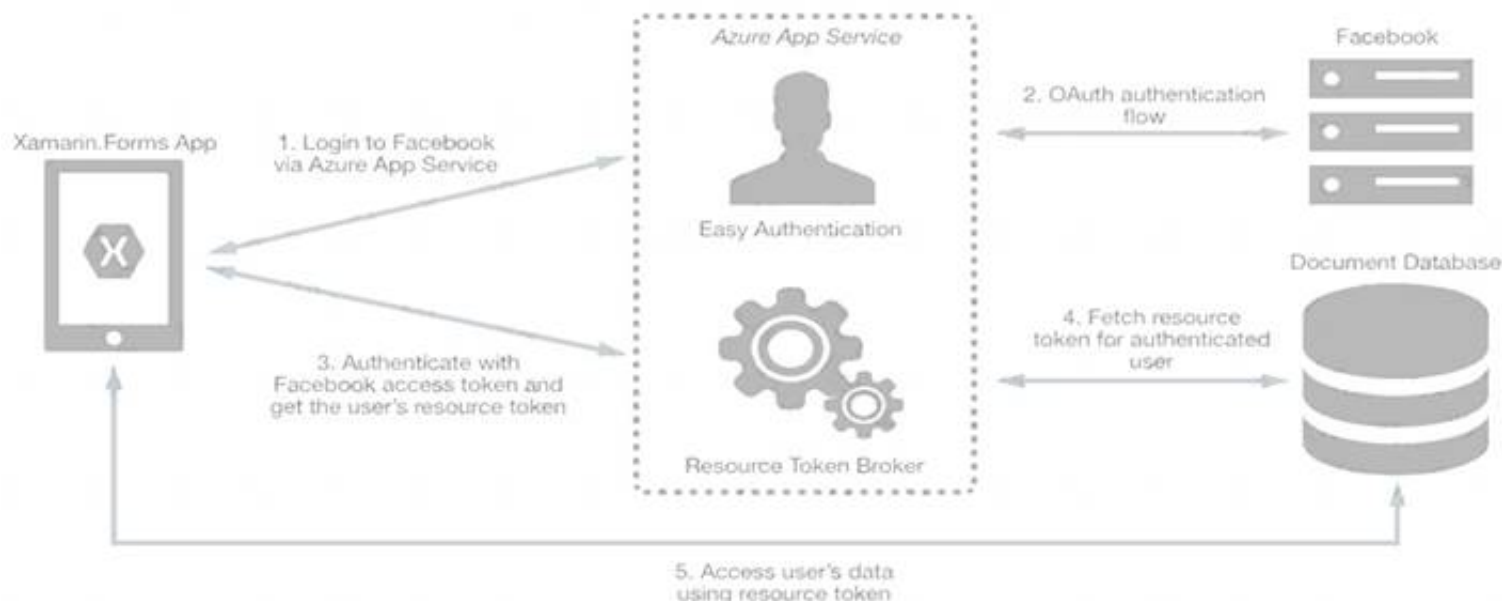 Azure App Service
Facebook
2. OAuth authentication
flow
Xamarin.Forms App
1. Login to Facebook
via Azure App Service
X
Easy Authentication
Document Database
4. Fetch resource
token for authenticated
user
3. Authenticate with
Facebook access token and
get the user's resource token
Resource Token Broker
5. Access user's data
using resource token